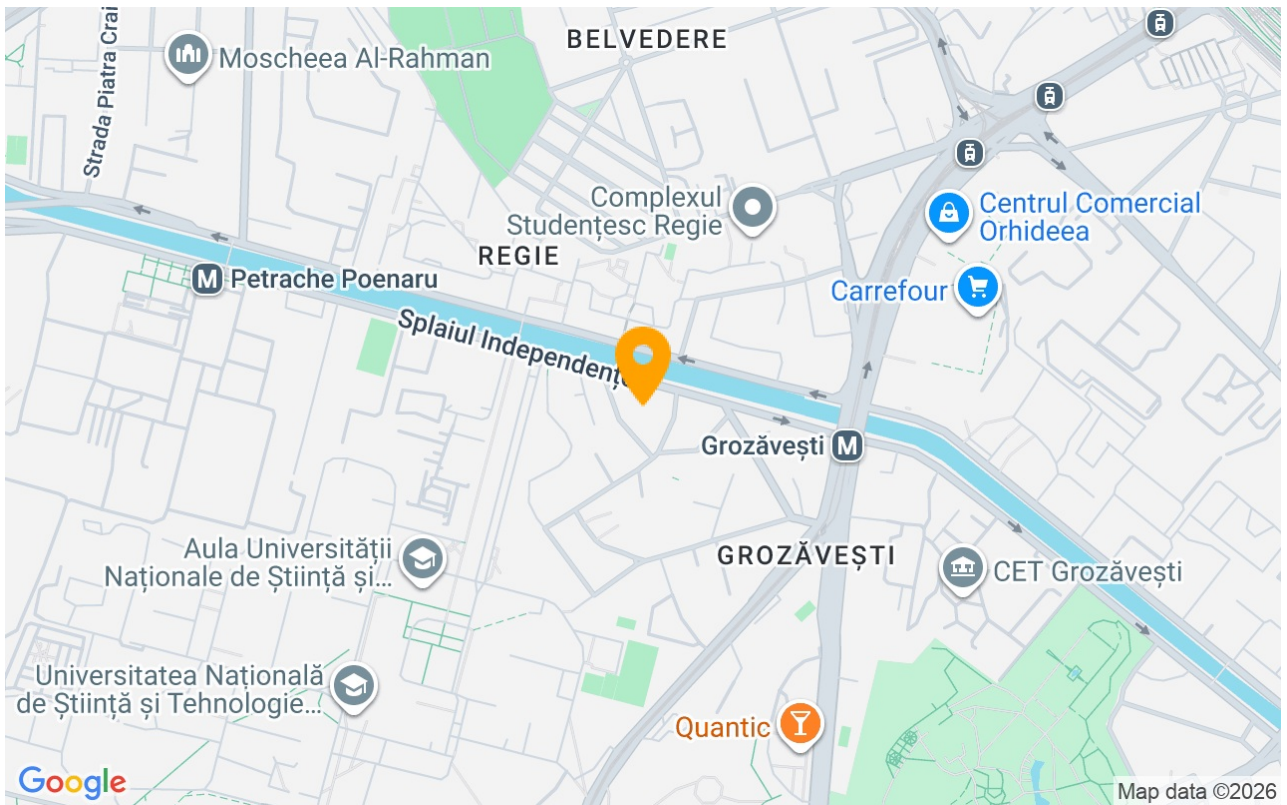 Strada Piatra Crai
Moscheea Al-Rahman
BELVEDERE
Complexul
Studențesc Regie
Centrul Comercial
Orhideea
REGIE
M Petrache Poenaru
Carrefour
Splaiul Independențe
Grozăvești M
Aula Universității
Naționale de Știință și...
GROZĂVEȘTI
CET Grozăvești
Universitatea Națională
de Știință și Tehnologie...
Quantic
Google
Map data ©2026